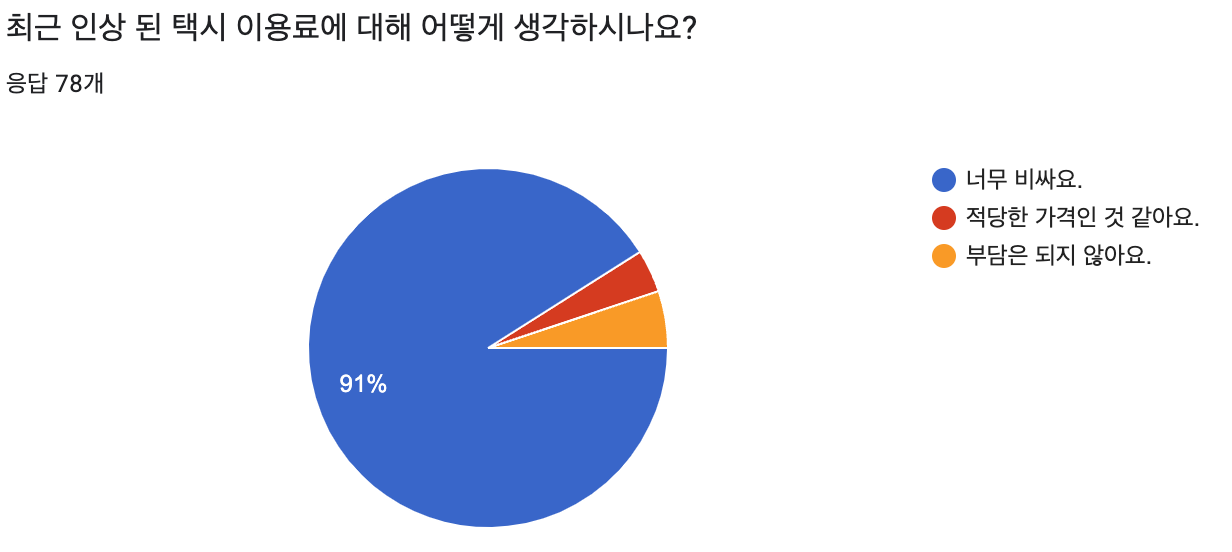 최근 인상 된 택시 이용료에 대해 어떻게 생각하시나요?
응답 78개
너무 비싸요.
적당한 가격인 것 같아요.
부담은 되지 않아요.
91%